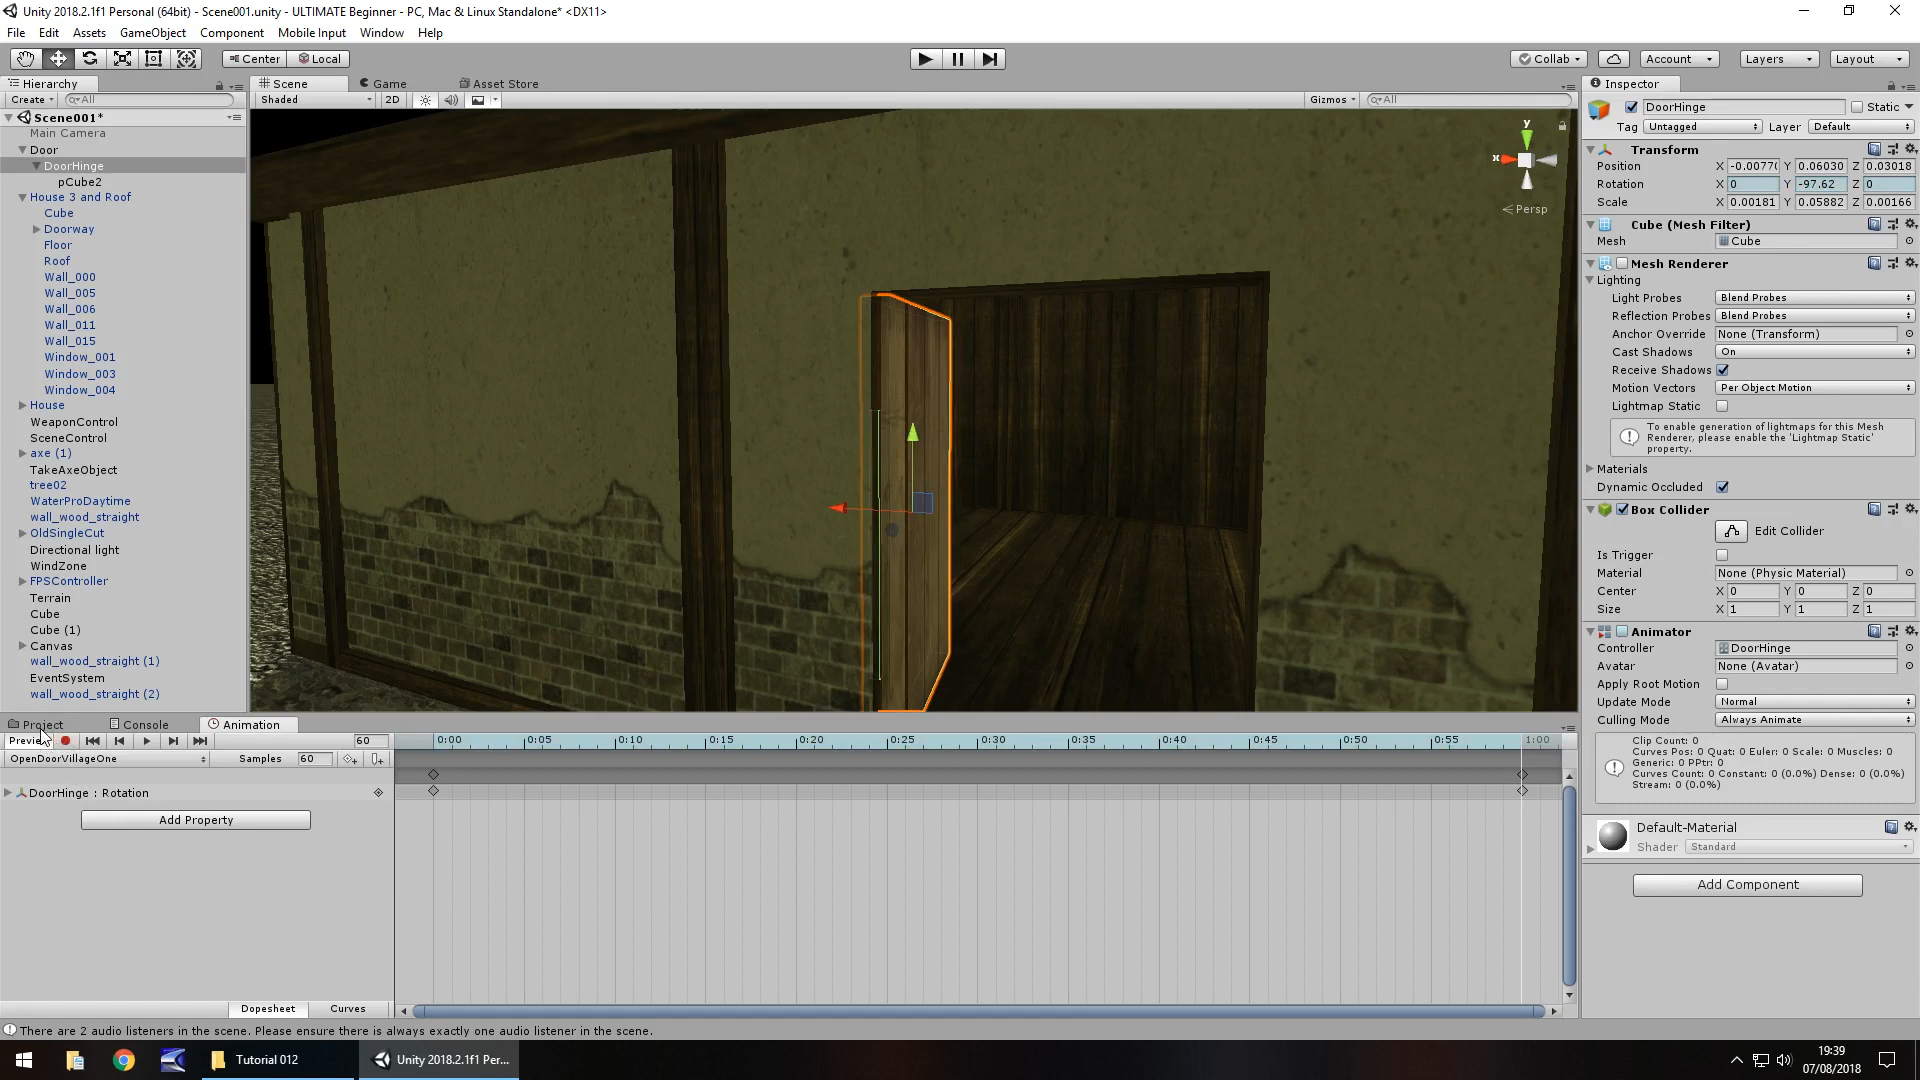 Unity 2018.2.1f1 Personal (64bit) - Scene001.unity - ULTIMATE Beginner - PC, Mac & Linux Standalone* <DX11>
File Edit Assets GameObject Component Mobile Input Window Help
Center Local Collab Account Layers Layout
Hierarchy Scene Game Asset Store Inspector
Create All Shaded 2D Gizmos All
DoorHinge Static
Tag Untagged Layer Default
Scene001*
Main Camera
Door
DoorHinge
pCube2
House 3 and Roof
Cube
Doorway
Floor
Roof
Wall_000
Wall_005
Wall_006
Wall_011
Wall_015
Window_001
Window_003
Window_004
House
WeaponControl
SceneControl
axe (1)
TakeAxeObject
tree02
WaterProDaytime
wall_wood_straight
OldSingleCut
Directional light
WindZone
FPSController
Terrain
Cube
Cube (1)
Canvas
wall_wood_straight (1)
EventSystem
wall_wood_straight (2)
y
x
Persp
Transform
Position X -0.0077( Y 0.06030 Z 0.03018
Rotation X 0 Y -97.62 Z 0
Scale X 0.00181 Y 0.05882 Z 0.00166
Cube (Mesh Filter)
Mesh Cube
Mesh Renderer
Lighting
Light Probes Blend Probes
Reflection Probes Blend Probes
Anchor Override None (Transform)
Cast Shadows On
Receive Shadows
Motion Vectors Per Object Motion
Lightmap Static
To enable generation of lightmaps for this Mesh
Renderer, please enable the 'Lightmap Static'
property.
Materials
Dynamic Occluded
Box Collider
Edit Collider
Is Trigger
Material None (Physic Material)
Center X 0 Y 0 Z 0
Size X 1 Y 1 Z 1
Animator
Controller DoorHinge
Avatar None (Avatar)
Apply Root Motion
Update Mode Normal
Culling Mode Always Animate
Clip Count: 0
Curves Pos: 0 Quat: 0 Euler: 0 Scale: 0 Muscles: 0
Generic: 0 PPtr: 0
Curves Count: 0 Constant: 0 (0.0%) Dense: 0 (0.0%)
Stream: 0 (0.0%)
Default-Material
Shader Standard
Add Component
Project Console Animation
60 0:00 0:05 0:10 0:15 0:20 0:25 0:30 0:35 0:40 0:45 0:50 0:55 1:00
OpenDoorVillageOne Samples 60
DoorHinge : Rotation
Add Property
Dopesheet Curves
There are 2 audio listeners in the scene. Please ensure there is always exactly one audio listener in the scene.
Tutorial 012 Unity 2018.2.1f1 Per...
19:39
07/08/2018